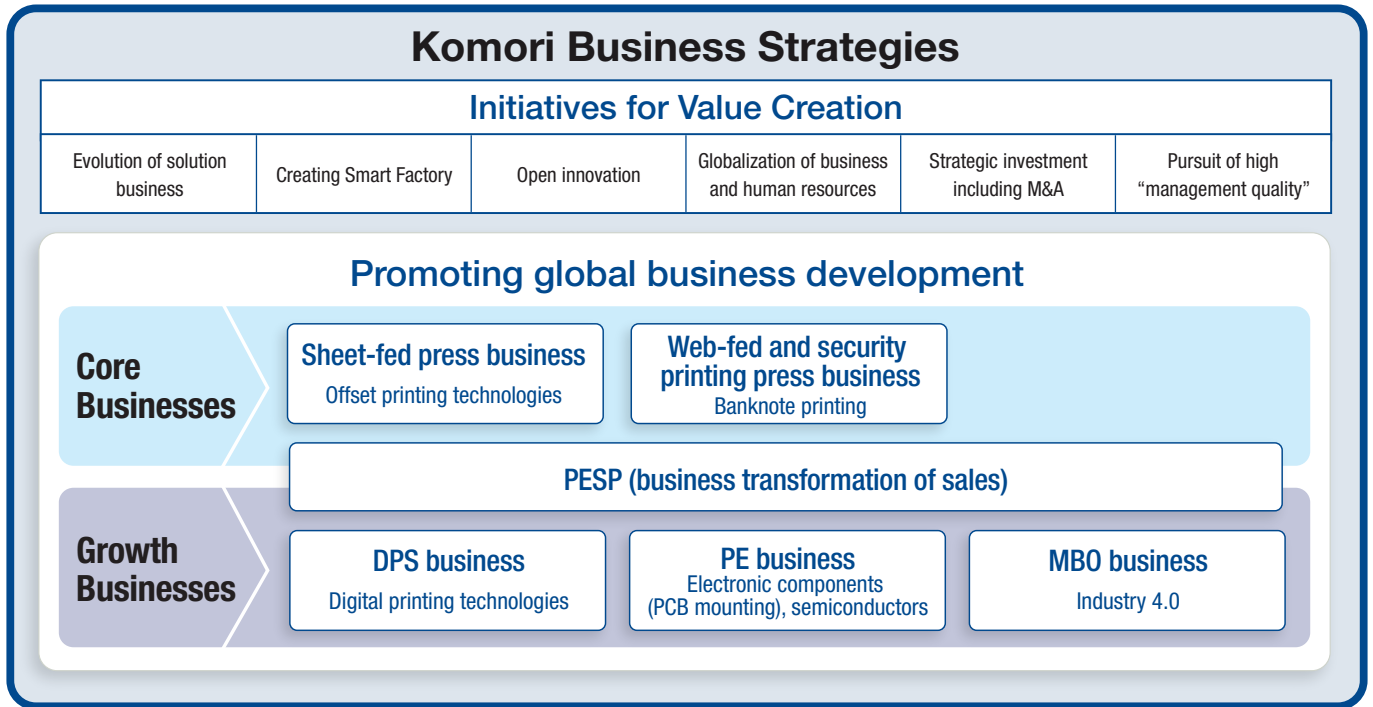 Komori Business Strategies
Initiatives for Value Creation
Evolution of solution
business
Creating Smart Factory
Open innovation
Globalization of business
and human resources
Strategic investment
including M&A
Pursuit of high
“management quality”
Promoting global business development
Core
Businesses
Sheet-fed press business
Offset printing technologies
Web-fed and security
printing press business
Banknote printing
PESP (business transformation of sales)
Growth
Businesses
DPS business
Digital printing technologies
PE business
Electronic components
(PCB mounting), semiconductors
MBO business
Industry 4.0